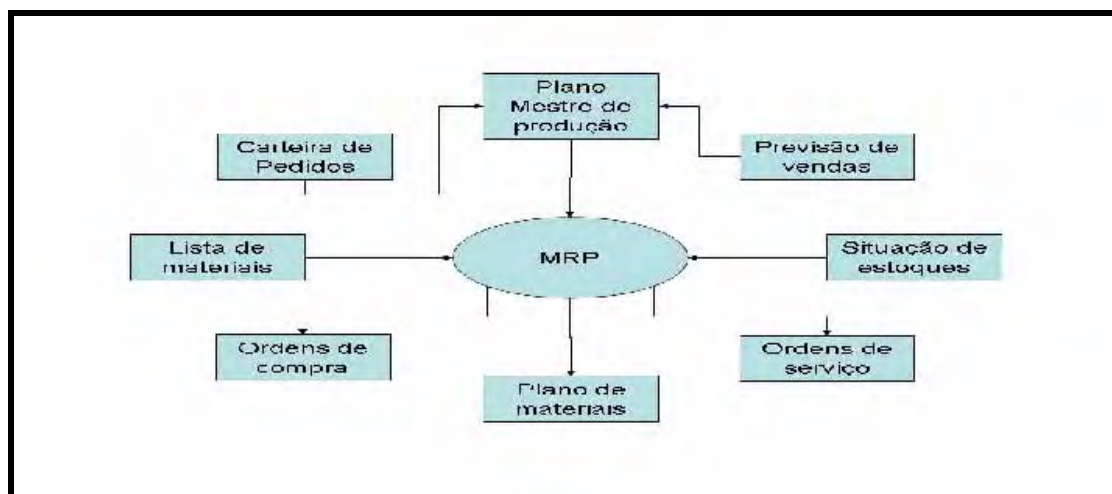 Plano
Mestre de
produção
Carteira de
Pedidos
Previsão de
vendas
Lista de
materiais
MRP
Situação de
estoques
Ordens de
compra
Plano de
materiais
Ordens de
serviço